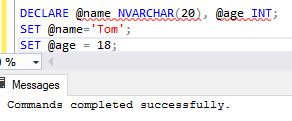 DECLARE @name NVARCHAR(20), @age INT;
SET @name='Tom';
SET @age = 18;
%
Messages
Commands completed successfully.